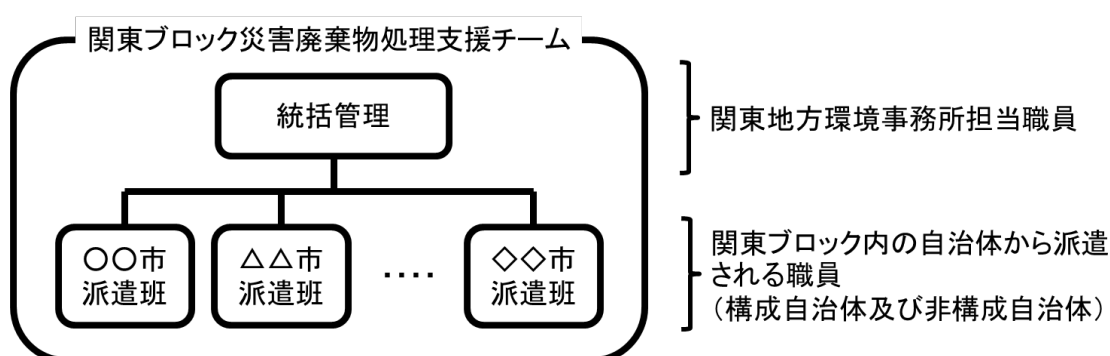 関東ブロック災害廃棄物処理支援チーム
統括管理
関東地方環境事務所担当職員
○○市
派遣班
△△市
派遣班
‥‥
◇◇市
派遣班
関東ブロック内の自治体から派遣
される職員
（構成自治体及び非構成自治体）